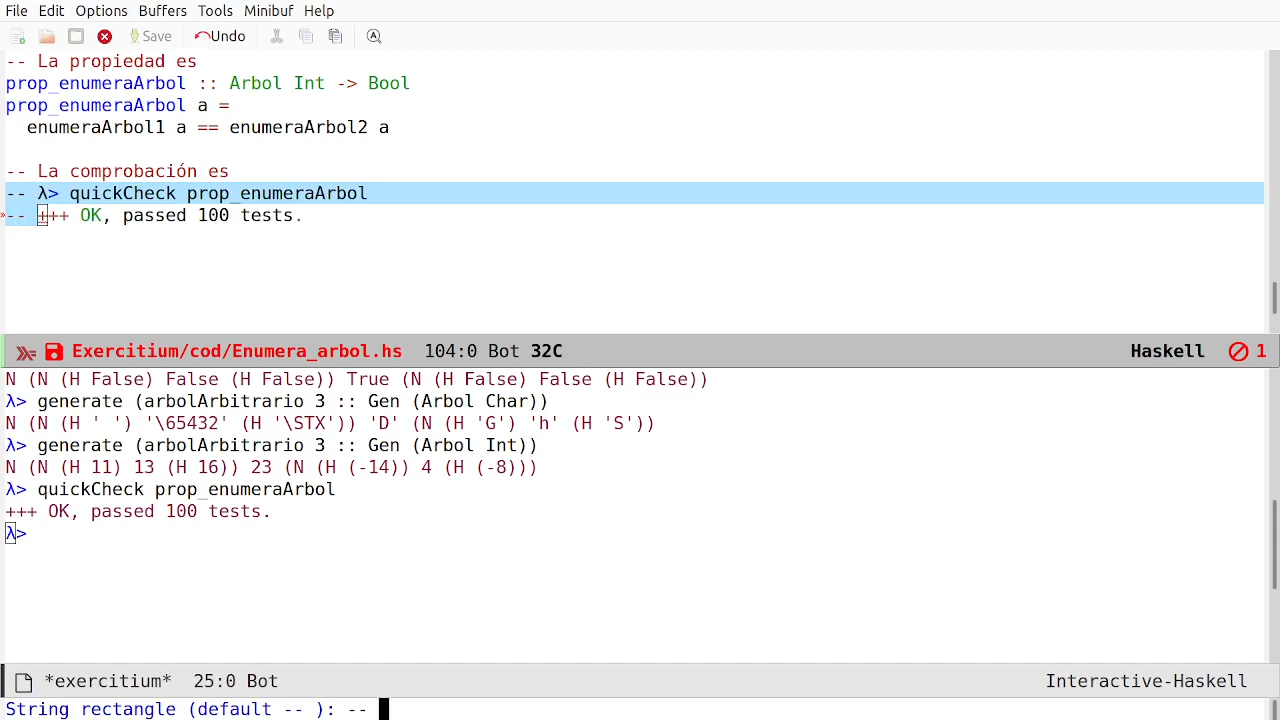 File Edit Options Buffers Tools Minibuf Help
Save Undo
-- La propiedad es
prop_enumeraArbol :: Arbol Int -> Bool
prop_enumeraArbol a =
  enumeraArbol1 a == enumeraArbol2 a
-- La comprobación es
-- λ> quickCheck prop_enumeraArbol
-- +++ OK, passed 100 tests.
Exercitium/cod/Enumera_arbol.hs 104:0 Bot 32C Haskell 1
N (N (H False) False (H False)) True (N (H False) False (H False))
λ> generate (arbolArbitrario 3 :: Gen (Arbol Char))
N (N (H ' ') '\65432' (H '\STX')) 'D' (N (H 'G') 'h' (H 'S'))
λ> generate (arbolArbitrario 3 :: Gen (Arbol Int))
N (N (H 11) 13 (H 16)) 23 (N (H (-14)) 4 (H (-8)))
λ> quickCheck prop_enumeraArbol
+++ OK, passed 100 tests.
λ>
*exercitium* 25:0 Bot Interactive-Haskell
String rectangle (default -- ): --